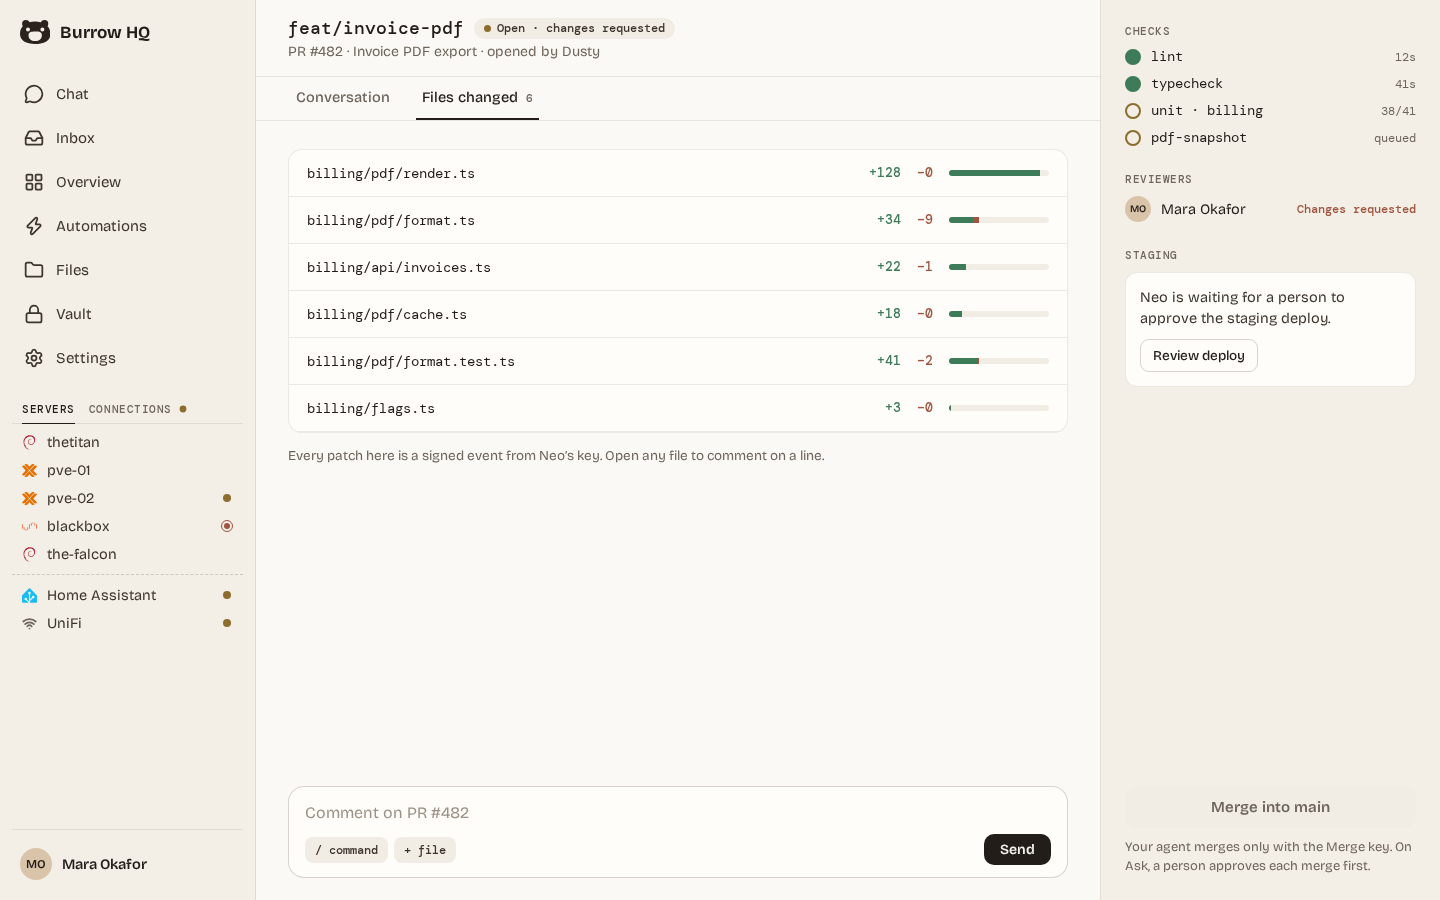 Burrow HQ
Chat
Inbox
Overview
Automations
Files
Vault
Settings
SERVERS CONNECTIONS
thetitan
pve-01
pve-02
blackbox
the-falcon
Home Assistant
UniFi
MO Mara Okafor
feat/invoice-pdf Open · changes requested
PR #482 · Invoice PDF export · opened by Dusty
Conversation Files changed 6
billing/pdf/render.ts +128 −0
billing/pdf/format.ts +34 −9
billing/api/invoices.ts +22 −1
billing/pdf/cache.ts +18 −0
billing/pdf/format.test.ts +41 −2
billing/flags.ts +3 −0
Every patch here is a signed event from Neo’s key. Open any file to comment on a line.
Comment on PR #482
/ command + file Send
CHECKS
lint 12s
typecheck 41s
unit · billing 38/41
pdf-snapshot queued
REVIEWERS
MO Mara Okafor Changes requested
STAGING
Neo is waiting for a person to
approve the staging deploy.
Review deploy
Merge into main
Your agent merges only with the Merge key. On
Ask, a person approves each merge first.